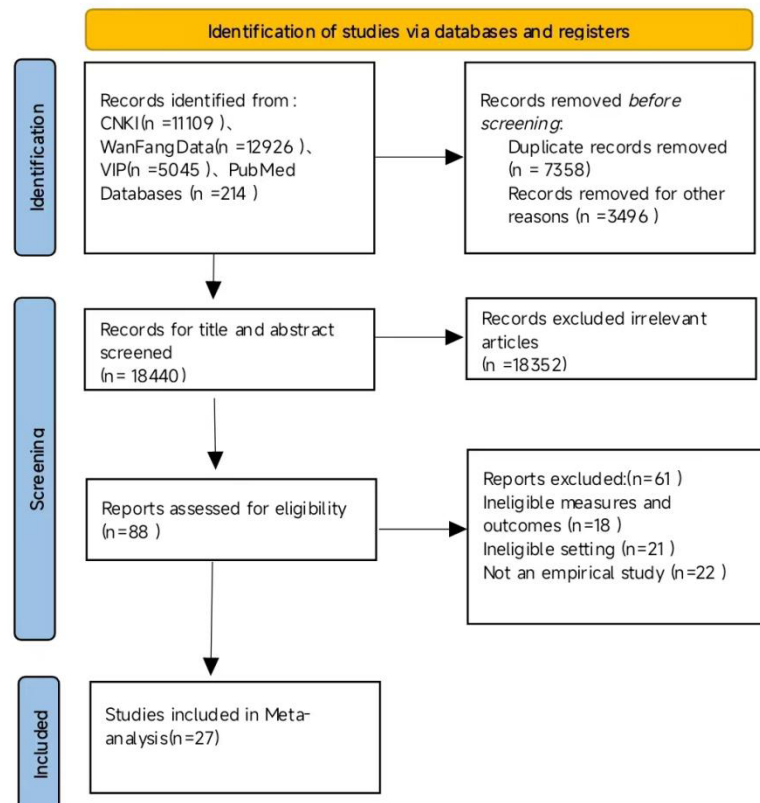 Identification of studies via databases and registers
Identification
Records identified from :
CNKI(n =11109 )、
WanFangData(n =12926 )、
VIP(n =5045 )、PubMed
Databases (n =214 )
Records removed before
screening:
Duplicate records removed
(n = 7358)
Records removed for other
reasons (n =3496 )
Screening
Records for title and abstract
screened
(n= 18440)
Records excluded irrelevant
articles
(n =18352)
Reports assessed for eligibility
(n=88 )
Reports excluded:(n=61 )
Ineligible measures and
outcomes (n=18 )
Ineligible setting (n=21 )
Not an empirical study (n=22 )
Included
Studies included in Meta-
analysis(n=27)